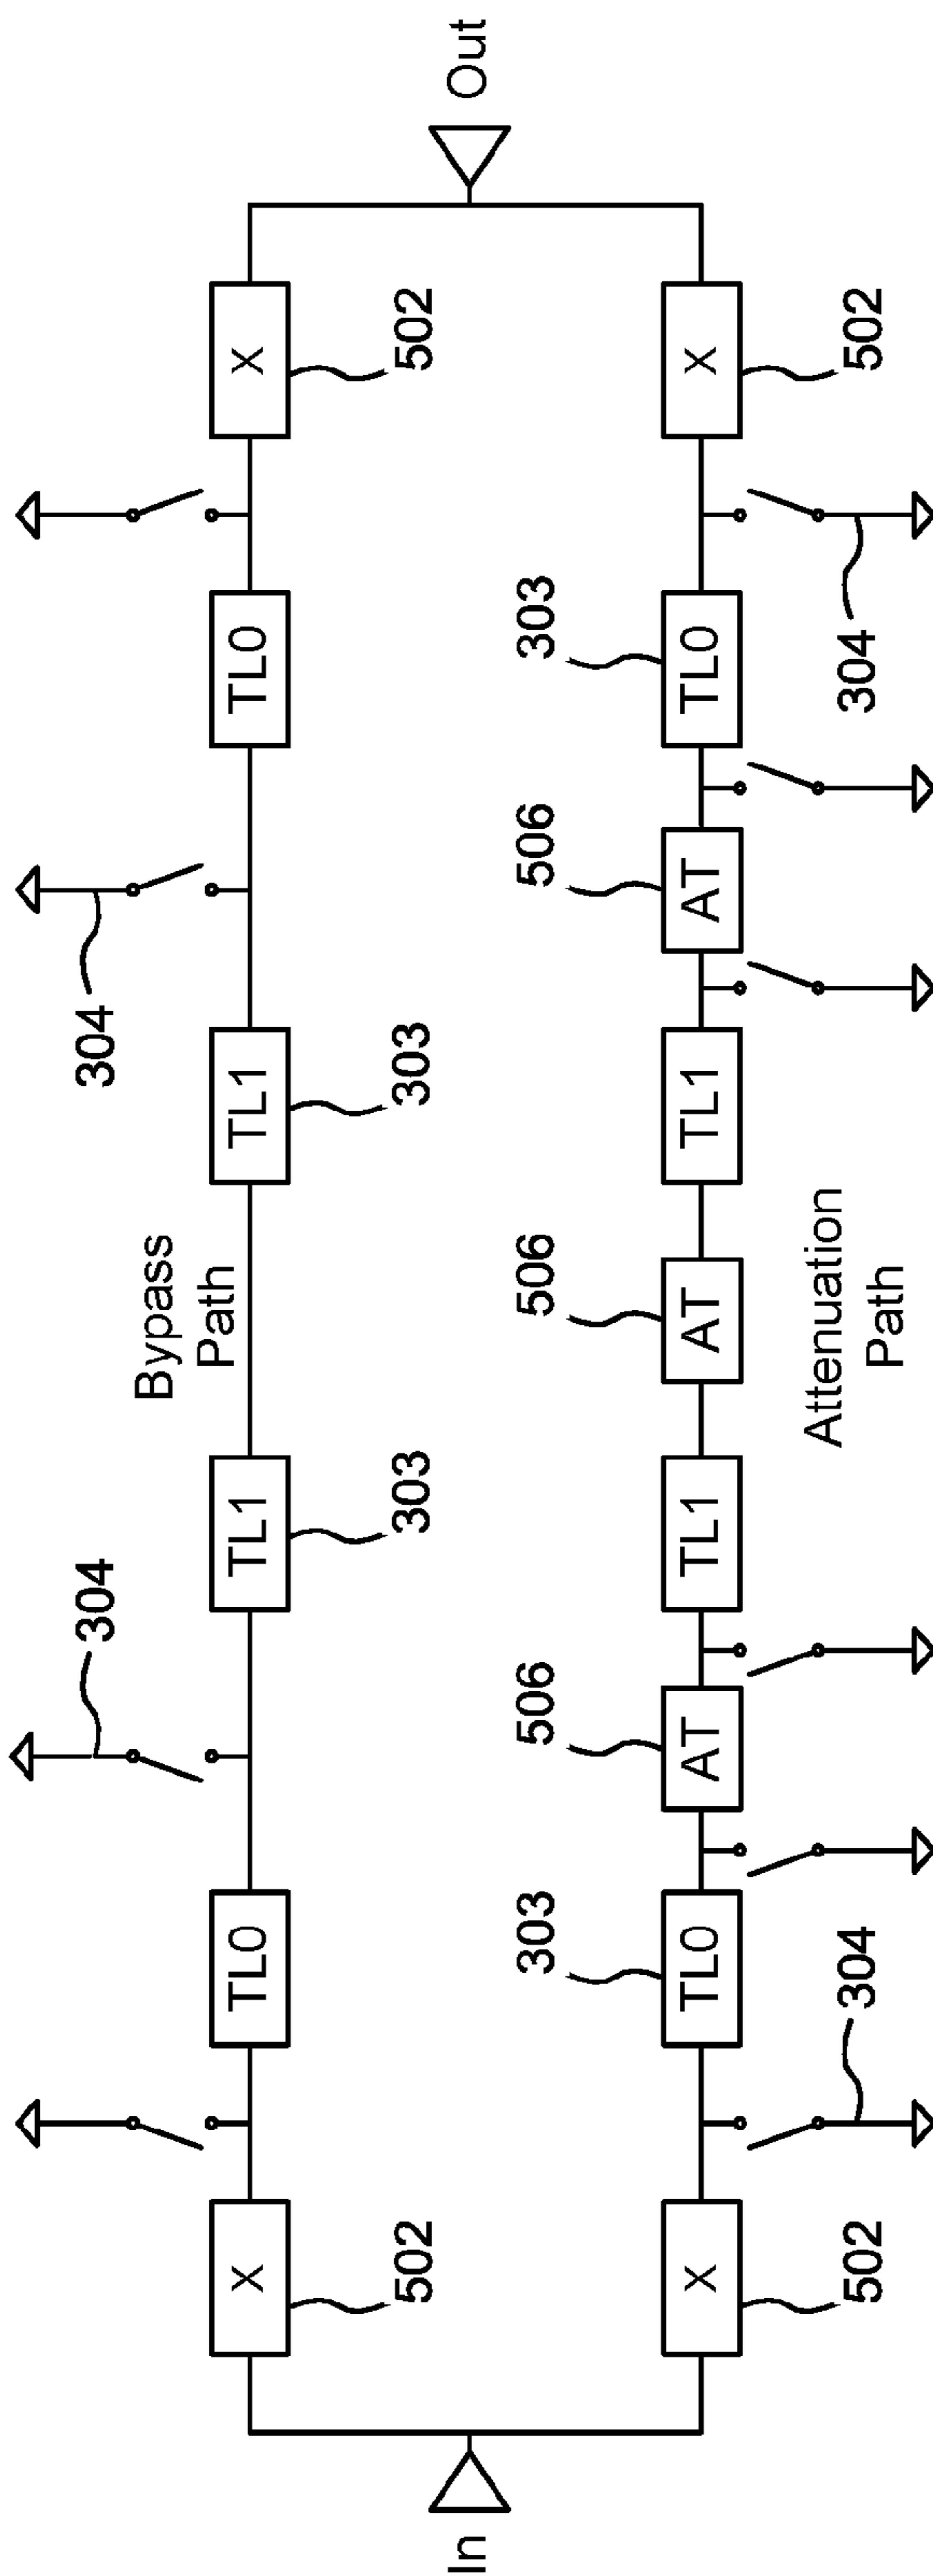 304
304
X
TL0
TL1
Bypass
Path
TL1
TL0
X
502
303
303
502
In
Out
303
506
506
506
303
X
TL0
AT
TL1
AT
TL1
AT
TL0
X
502
304
Attenuation
Path
304
502